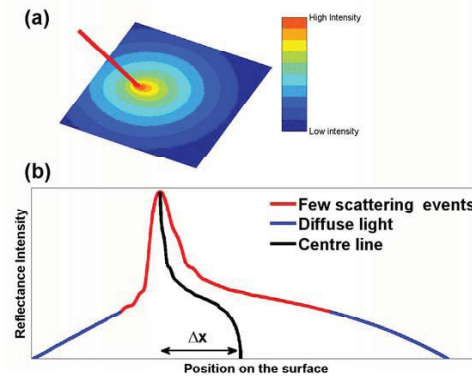 (a)
High Intensity
Low intensity
(b)
Reflectance Intensity
Few scattering events
Diffuse light
Centre line
Δx
Position on the surface